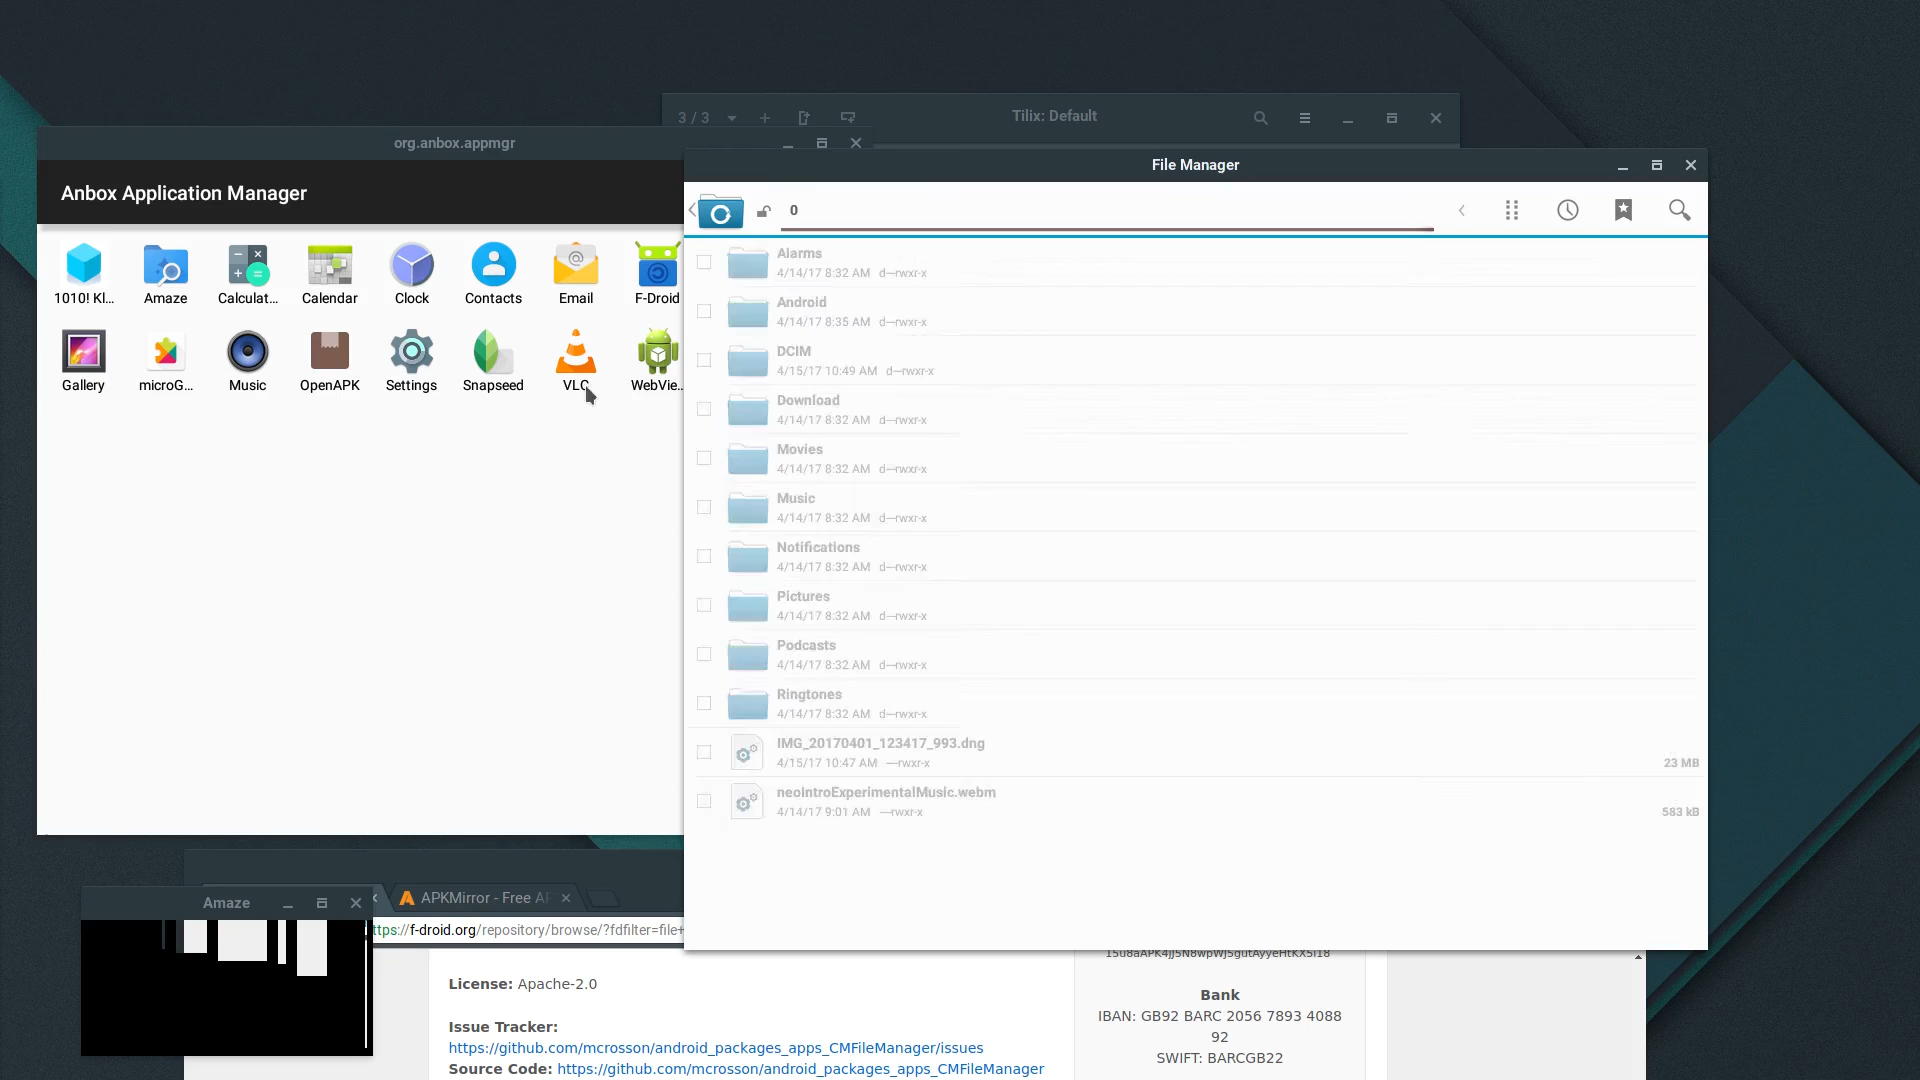 3 / 3
Tilix: Default
org.anbox.appmgr
Anbox Application Manager
1010! Kl...
Amaze
Calculat...
Calendar
Clock
Contacts
Email
F-Droid
Gallery
microG...
Music
OpenAPK
Settings
Snapseed
VLC
WebVie..
File Manager
0
Alarms
4/14/17 8:32 AM d—rwxr-x
Android
4/14/17 8:35 AM d—rwxr-x
DCIM
4/15/17 10:49 AM d—rwxr-x
Download
4/14/17 8:32 AM d—rwxr-x
Movies
4/14/17 8:32 AM d—rwxr-x
Music
4/14/17 8:32 AM d—rwxr-x
Notifications
4/14/17 8:32 AM d—rwxr-x
Pictures
4/14/17 8:32 AM d—rwxr-x
Podcasts
4/14/17 8:32 AM d—rwxr-x
Ringtones
4/14/17 8:32 AM d—rwxr-x
IMG_20170401_123417_993.dng
4/15/17 10:47 AM —rwxr-x
23 MB
neoIntroExperimentalMusic.webm
4/14/17 9:01 AM —rwxr-x
583 kB
Amaze
APKMirror - Free AP
ttps://f-droid.org/repository/browse/?fdfilter=file+
License: Apache-2.0
Issue Tracker:
https://github.com/mcrosson/android_packages_apps_CMFileManager/issues
Source Code: https://github.com/mcrosson/android_packages_apps_CMFileManager
Bank
IBAN: GB92 BARC 2056 7893 4088
92
SWIFT: BARCGB22